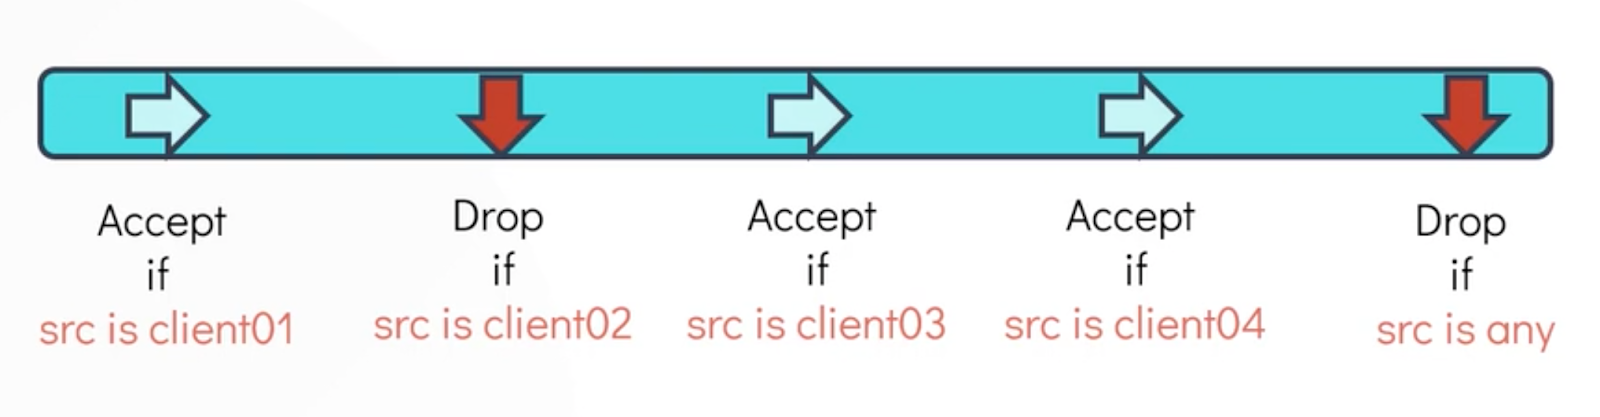 Accept
if
src is client01
Drop
if
src is client02
Accept
if
src is client03
Accept
if
src is client04
Drop
if
src is any